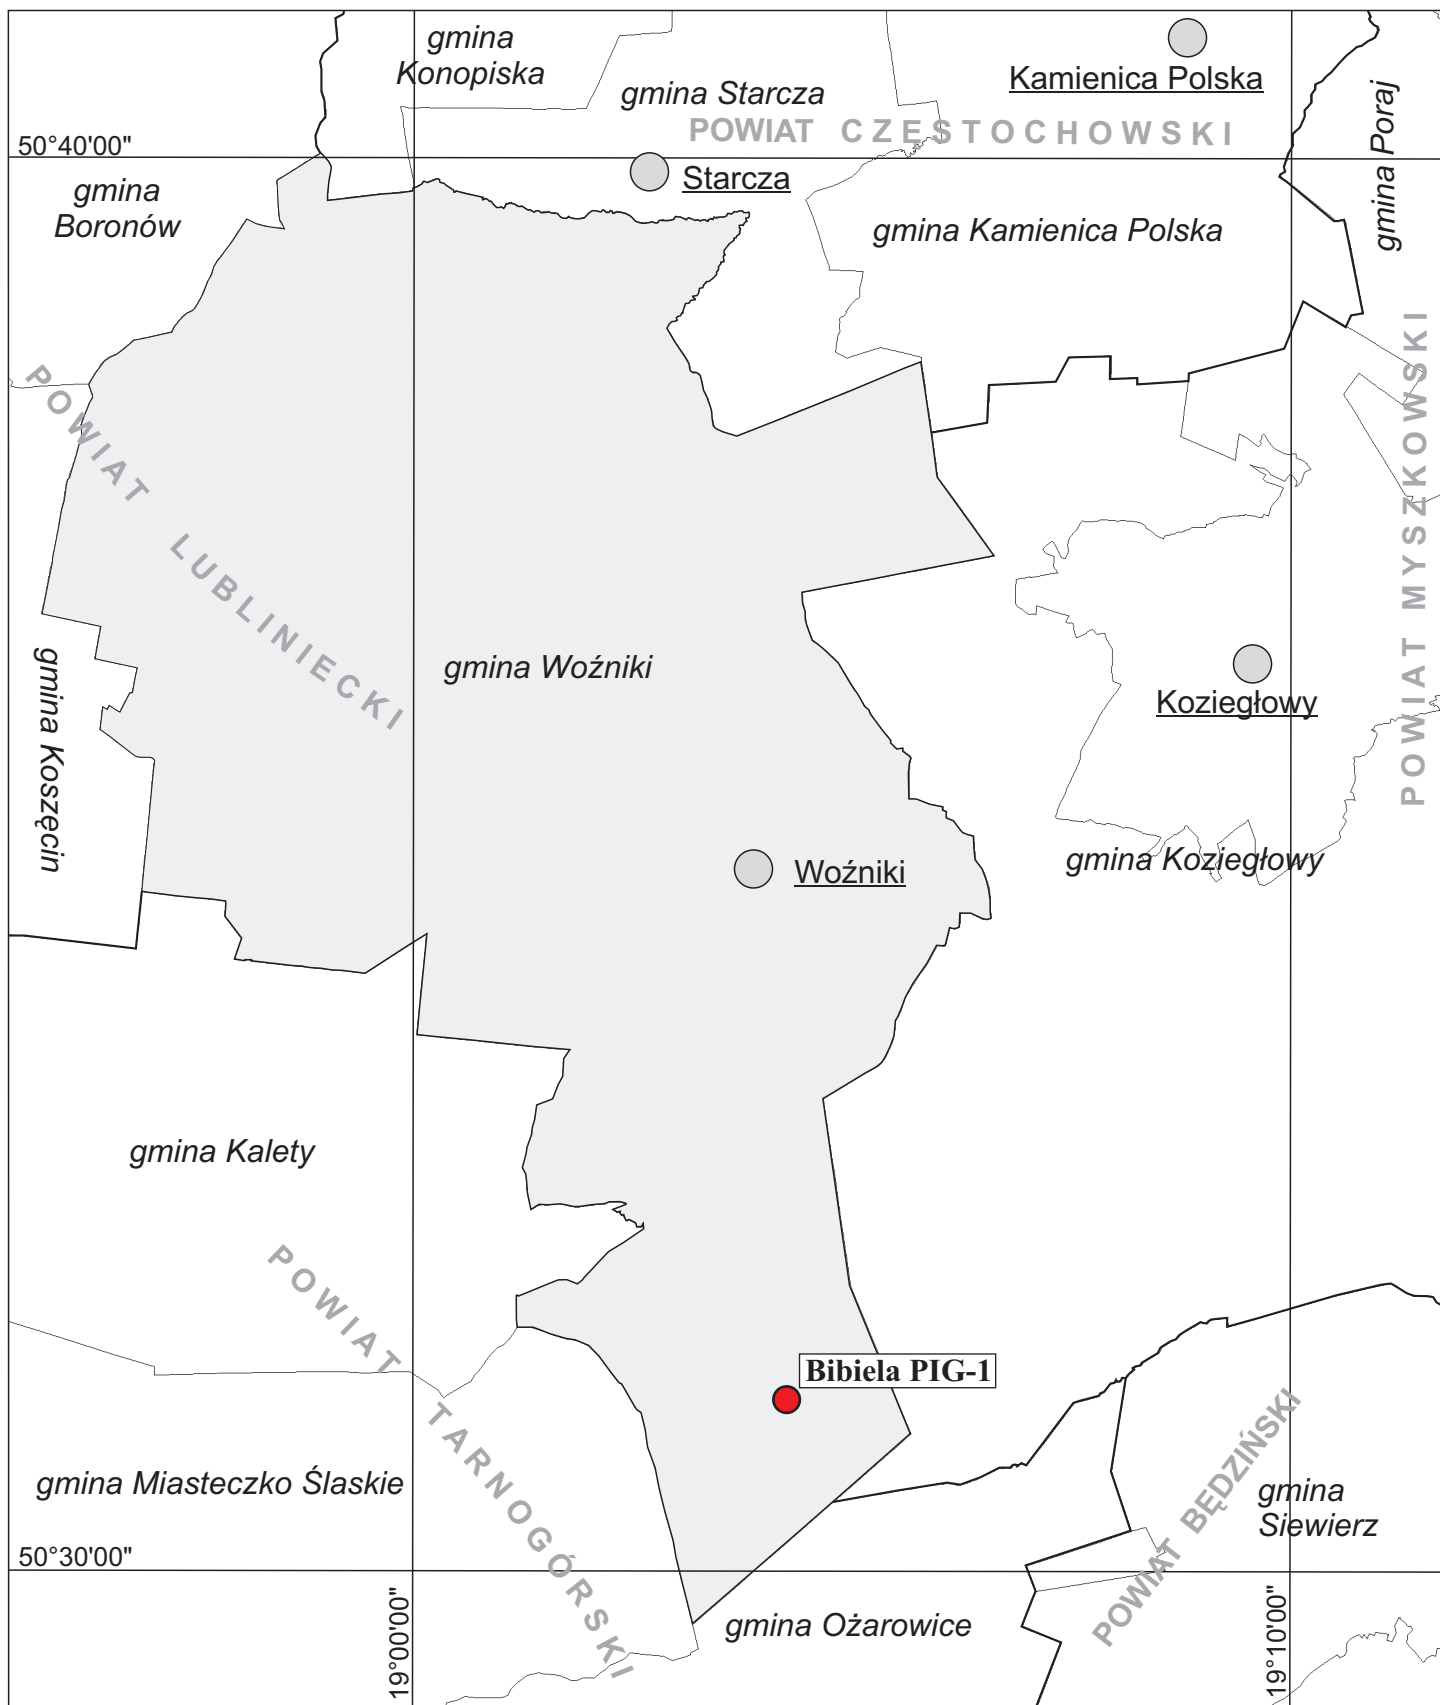 gmina
Konopiska
Kamienica Polska
gmina Starcza
POWIAT CZĘSTOCHOWSKI
gmina Poraj
50°40'00"
Starcza
gmina
Boronów
gmina Kamienica Polska
POWIAT LUBLINIECKI
POWIAT MYSZKOWSKI
gmina Koszęcin
gmina Woźniki
Koziegłowy
Woźniki
gmina Koziegłowy
gmina Kalety
POWIAT TARNOGÓRSKI
Bibiela PIG-1
gmina Miasteczko Ślaskie
POWIAT BĘDZIŃSKI
gmina
Siewierz
50°30'00"
19°00'00"
gmina Ożarowice
19°10'00"